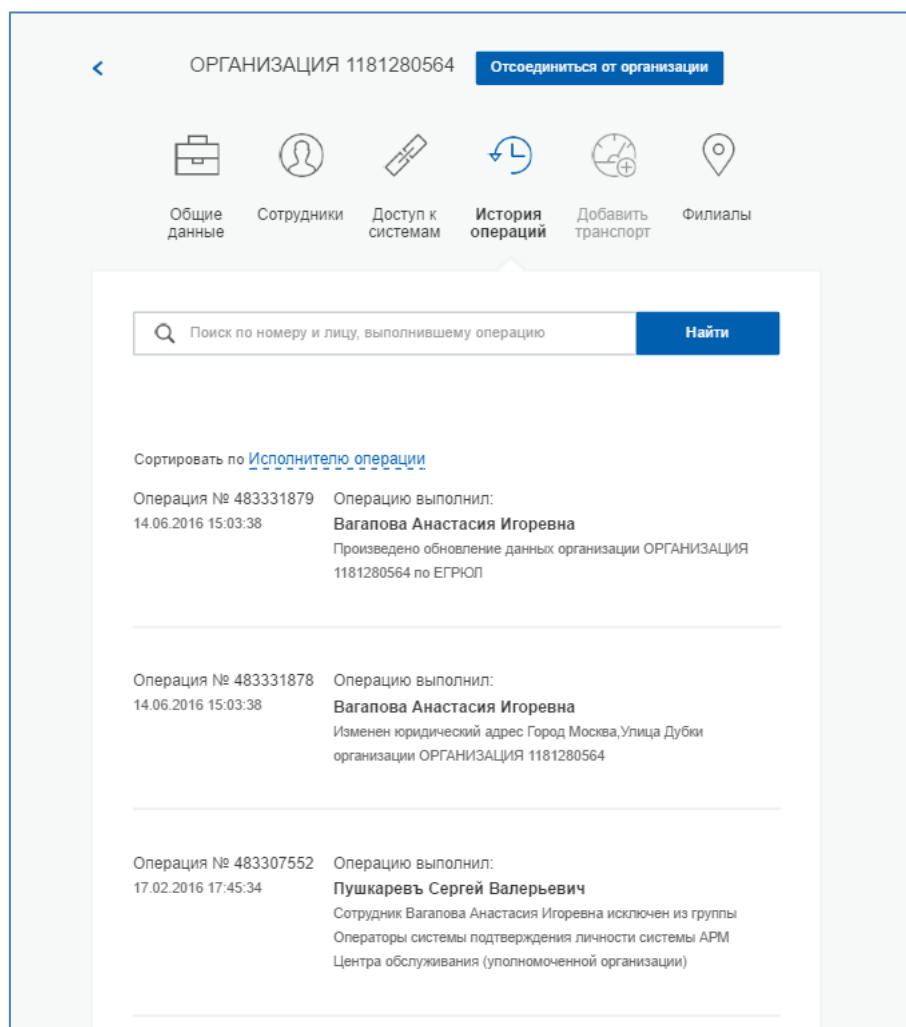 ОРГАНИЗАЦИЯ 1181280564
Отсоединиться от организации
Общие данные
Сотрудники
Доступ к системам
История операций
Добавить транспорт
Филиалы
Поиск по номеру и лицу, выполнившему операцию
Найти
Сортировать по Исполнителю операции
Операция № 483331879
14.06.2016 15:03:38
Операцию выполнил:
Вагапова Анастасия Игоревна
Произведено обновление данных организации ОРГАНИЗАЦИЯ
1181280564 по ЕГРЮЛ
Операция № 483331878
14.06.2016 15:03:38
Операцию выполнил:
Вагапова Анастасия Игоревна
Изменен юридический адрес Город Москва,Улица Дубки
организации ОРГАНИЗАЦИЯ 1181280564
Операция № 483307552
17.02.2016 17:45:34
Операцию выполнил:
Пушкаревъ Сергей Валерьевич
Сотрудник Вагапова Анастасия Игоревна исключен из группы
Операторы системы подтверждения личности системы АРМ
Центра обслуживания (уполномоченной организации)